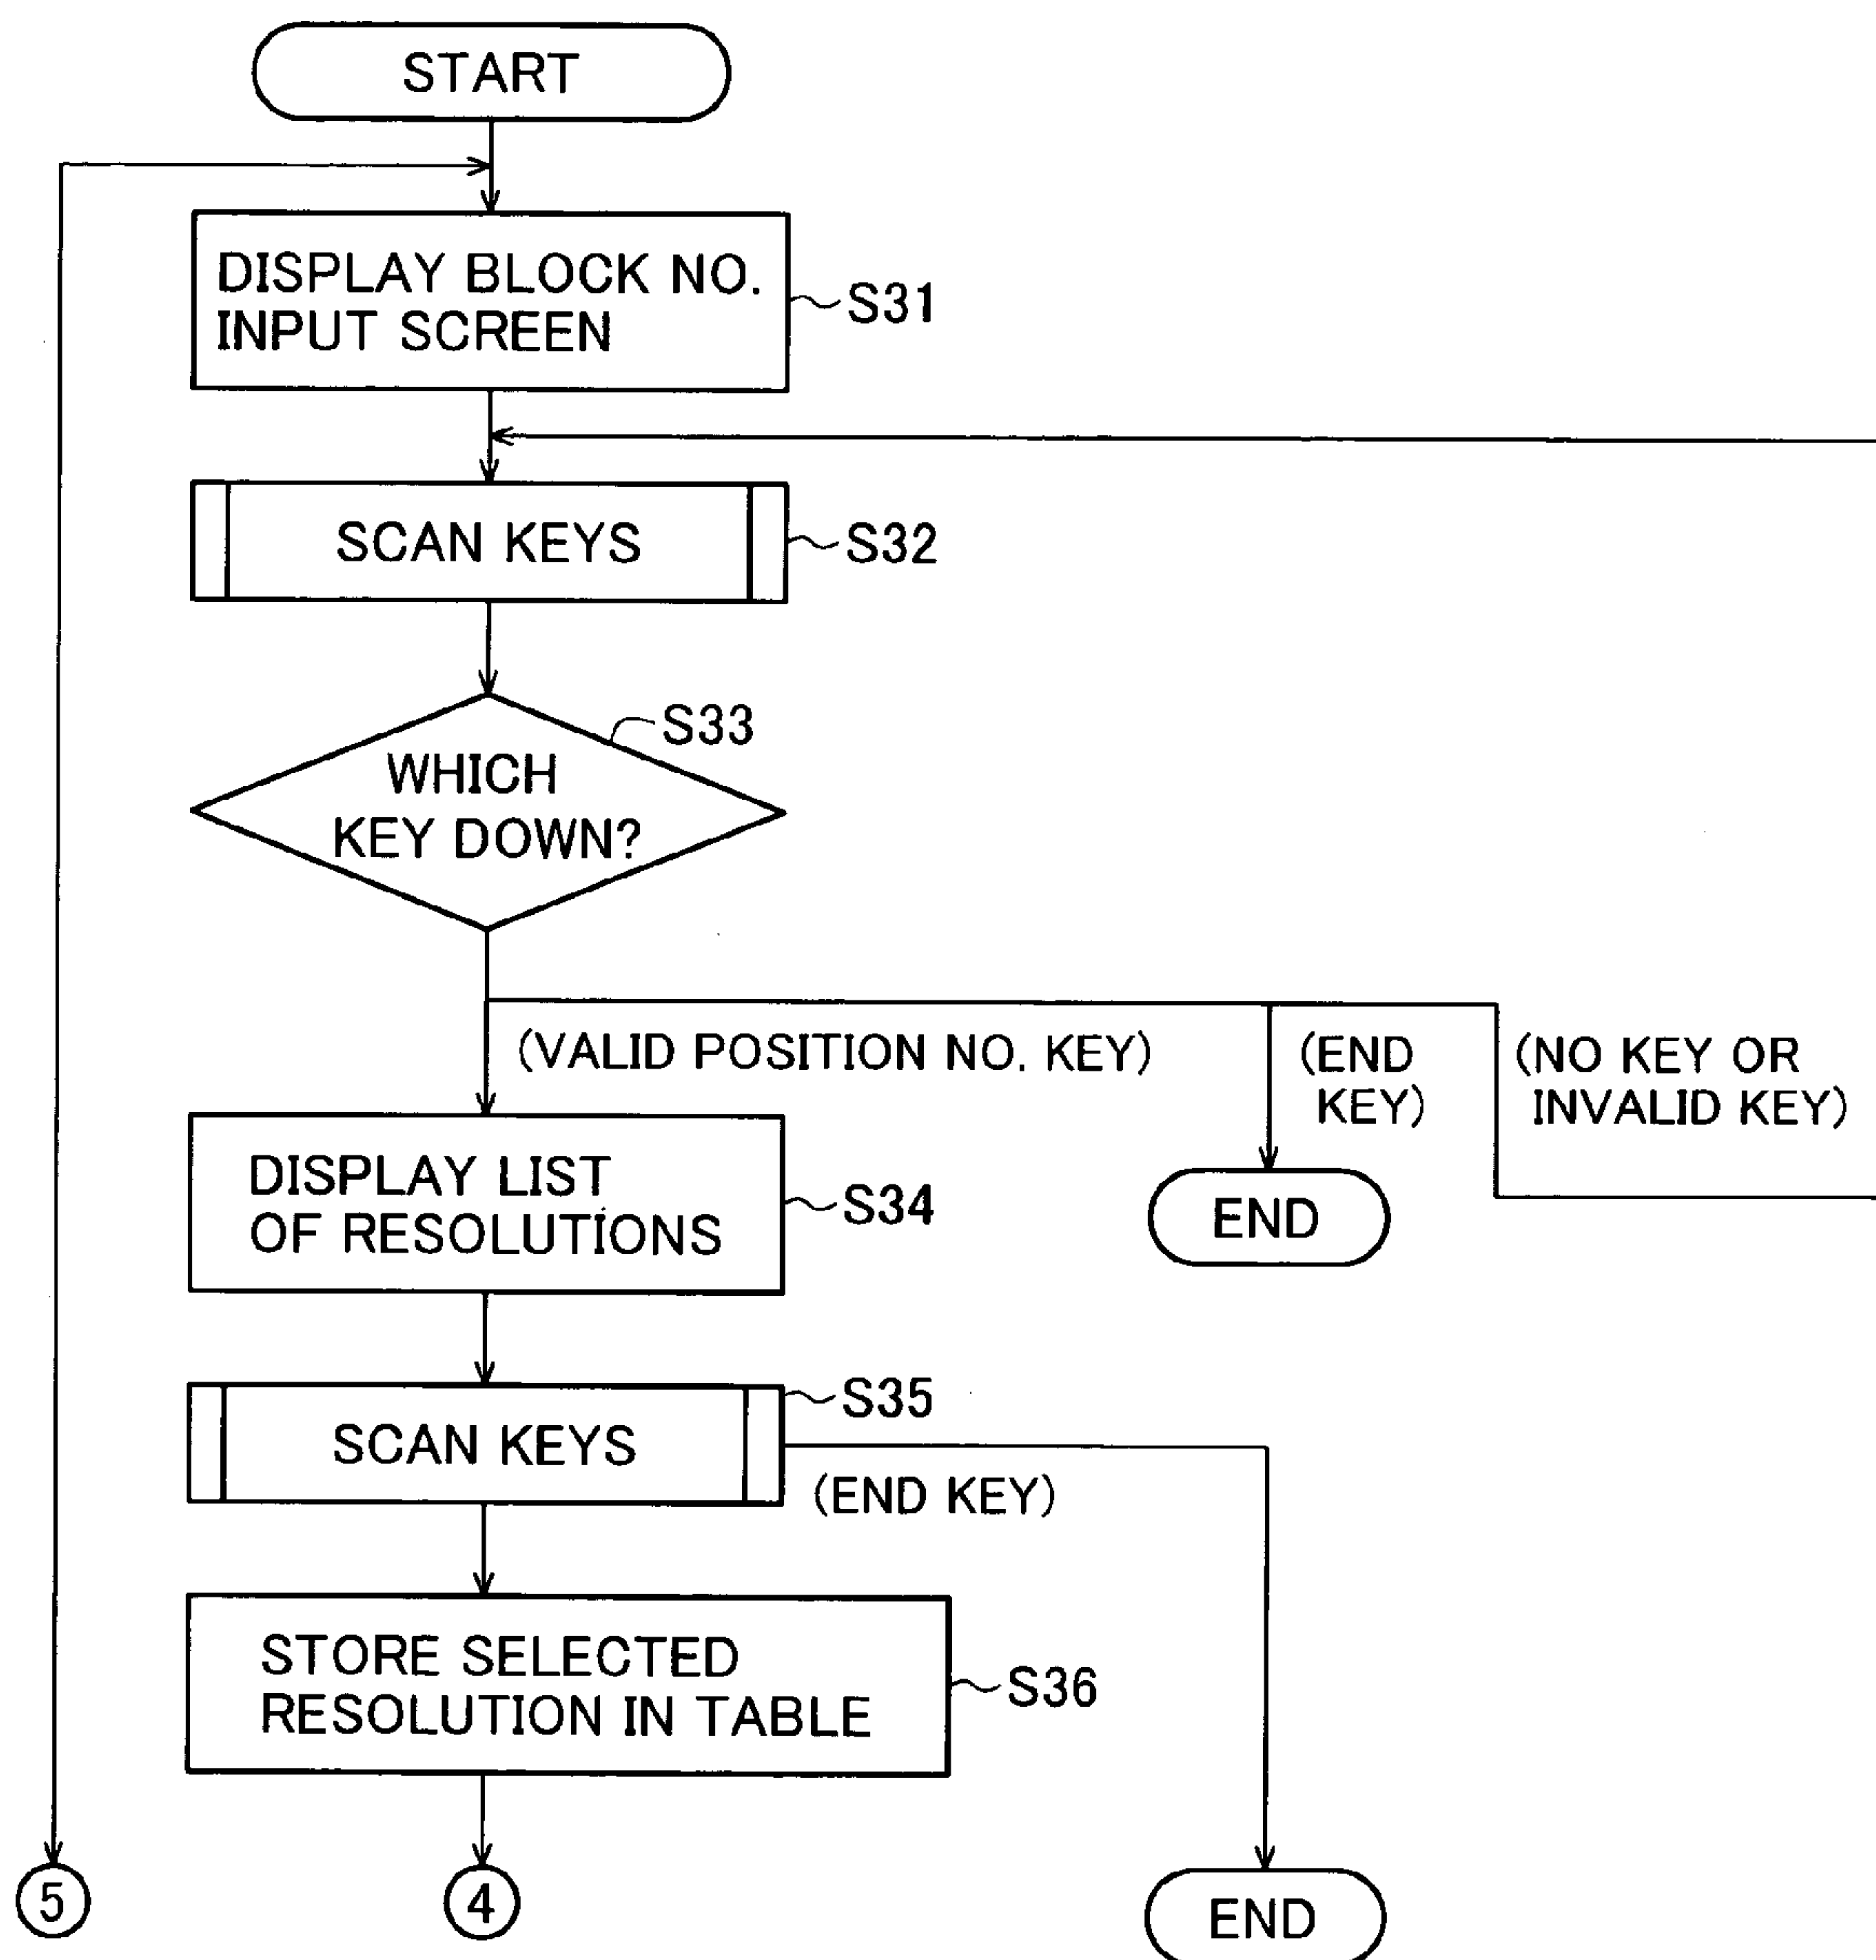 START
DISPLAY BLOCK NO.
INPUT SCREEN
S31
SCAN KEYS
S32
S33
WHICH
KEY DOWN?
(VALID POSITION NO. KEY)
(END
KEY)
(NO KEY OR
INVALID KEY)
DISPLAY LIST
OF RESOLUTIONS
S34
END
S35
SCAN KEYS
(END KEY)
STORE SELECTED
RESOLUTION IN TABLE
S36
5
4
END